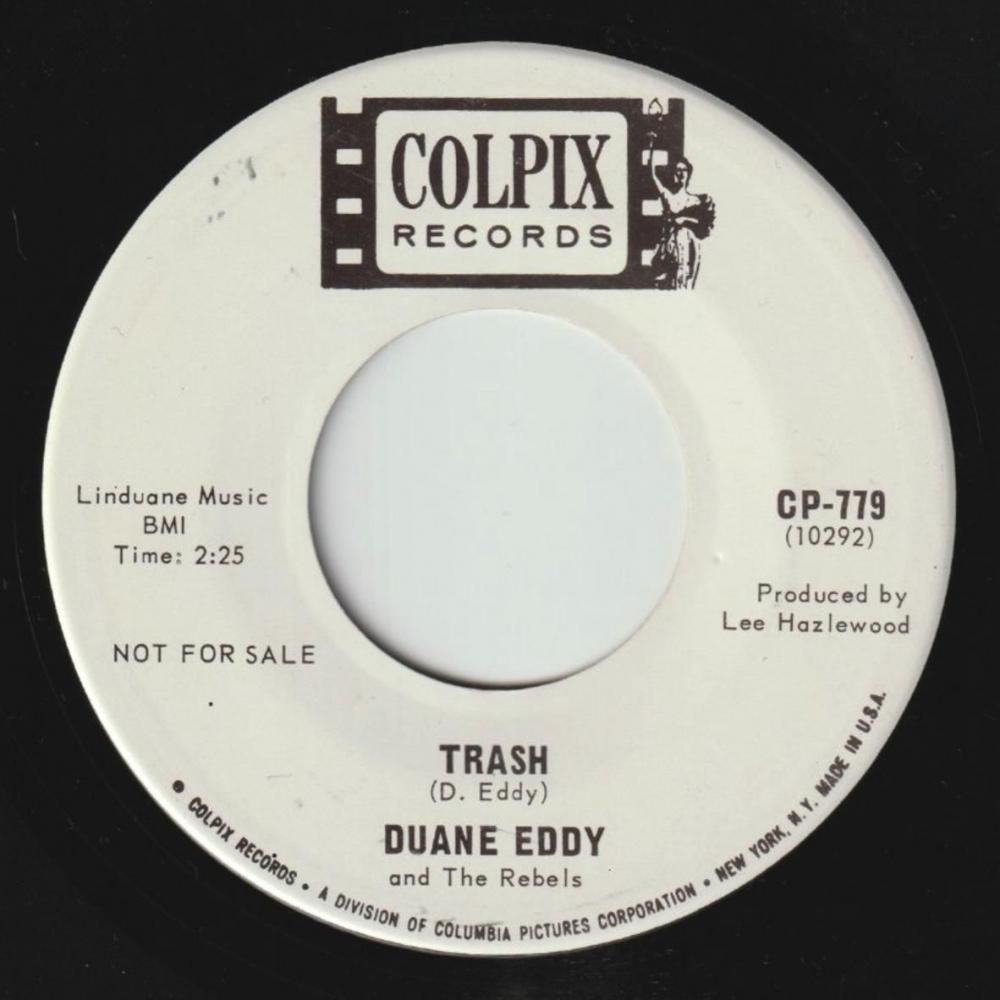 COLPIX
RECORDS
Linduane Music
BMI
Time: 2:25
NOT FOR SALE
CP-779
(10292)
Produced by
Lee Hazlewood
TRASH
(D. Eddy)
DUANE EDDY
and The Rebels
• COLPIX RECORDS • A DIVISION OF COLUMBIA PICTURES CORPORATION • NEW YORK, N.Y. MADE IN U.S.A.